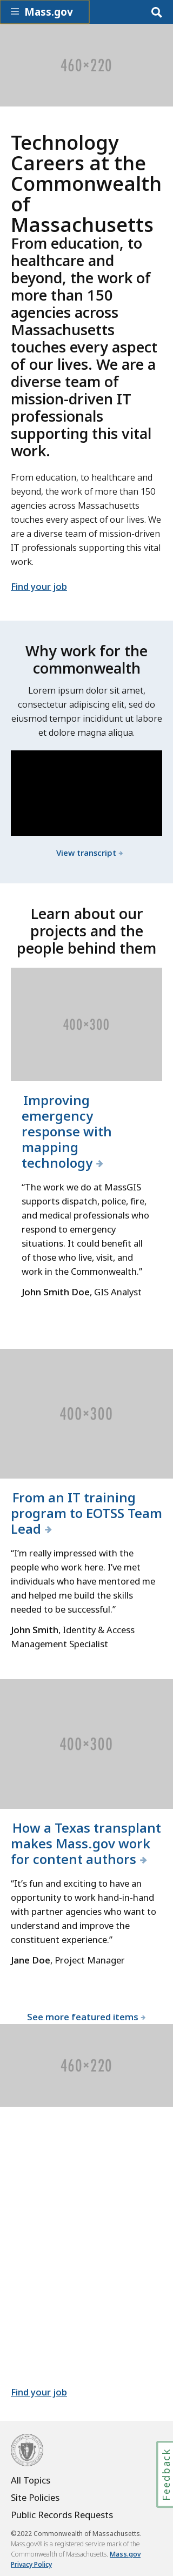 Mass.gov
460×220
Technology
Careers at the
Commonwealth
of
Massachusetts
From education, to
healthcare and
beyond, the work of
more than 150
agencies across
Massachusetts
touches every aspect
of our lives. We are a
diverse team of
mission-driven IT
professionals
supporting this vital
work.
From education, to healthcare and
beyond, the work of more than 150
agencies across Massachusetts
touches every aspect of our lives. We
are a diverse team of mission-driven
IT professionals supporting this vital
work.
Find your job
Why work for the
commonwealth
Lorem ipsum dolor sit amet,
consectetur adipiscing elit, sed do
eiusmod tempor incididunt ut labore
et dolore magna aliqua.
View transcript
Learn about our
projects and the
people behind them
400×300
Improving
emergency
response with
mapping
technology
“The work we do at MassGIS
supports dispatch, police, fire,
and medical professionals who
respond to emergency
situations. It could benefit all
of those who live, visit, and
work in the Commonwealth.”
John Smith Doe, GIS Analyst
400×300
From an IT training
program to EOTSS Team
Lead
“I’m really impressed with the
people who work here. I’ve met
individuals who have mentored me
and helped me build the skills
needed to be successful.”
John Smith, Identity & Access
Management Specialist
400×300
How a Texas transplant
makes Mass.gov work
for content authors
“It’s fun and exciting to have an
opportunity to work hand-in-hand
with partner agencies who want to
understand and improve the
constituent experience.”
Jane Doe, Project Manager
See more featured items
460×220
Find your job
Feedback
All Topics
Site Policies
Public Records Requests
©2022 Commonwealth of Massachusetts.
Mass.gov® is a registered service mark of the
Commonwealth of Massachusetts. Mass.gov
Privacy Policy